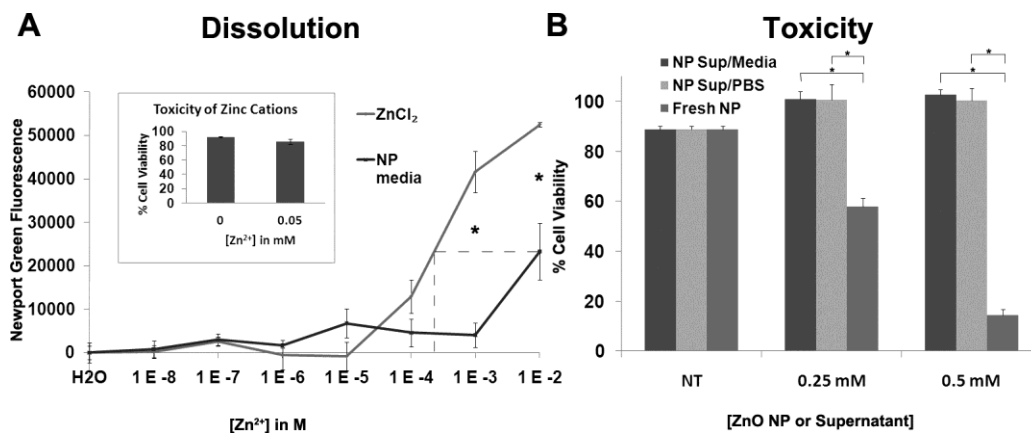 A
Dissolution
60000
50000
40000
30000
20000
10000
0
Newport Green Fluorescence
H2O
1 E -8
1 E -7
1 E -6
1 E -5
1 E -4
1 E -3
1 E -2
[Zn²⁺] in M
ZnCl₂
NP
media
*
*
Toxicity of Zinc Cations
100
80
60
40
20
0
% Cell Viability
0
0.05
[Zn²⁺] in mM
B
Toxicity
NP Sup/Media
NP Sup/PBS
Fresh NP
*
*
*
*
100
80
60
40
20
0
% Cell Viability
NT
0.25 mM
0.5 mM
[ZnO NP or Supernatant]